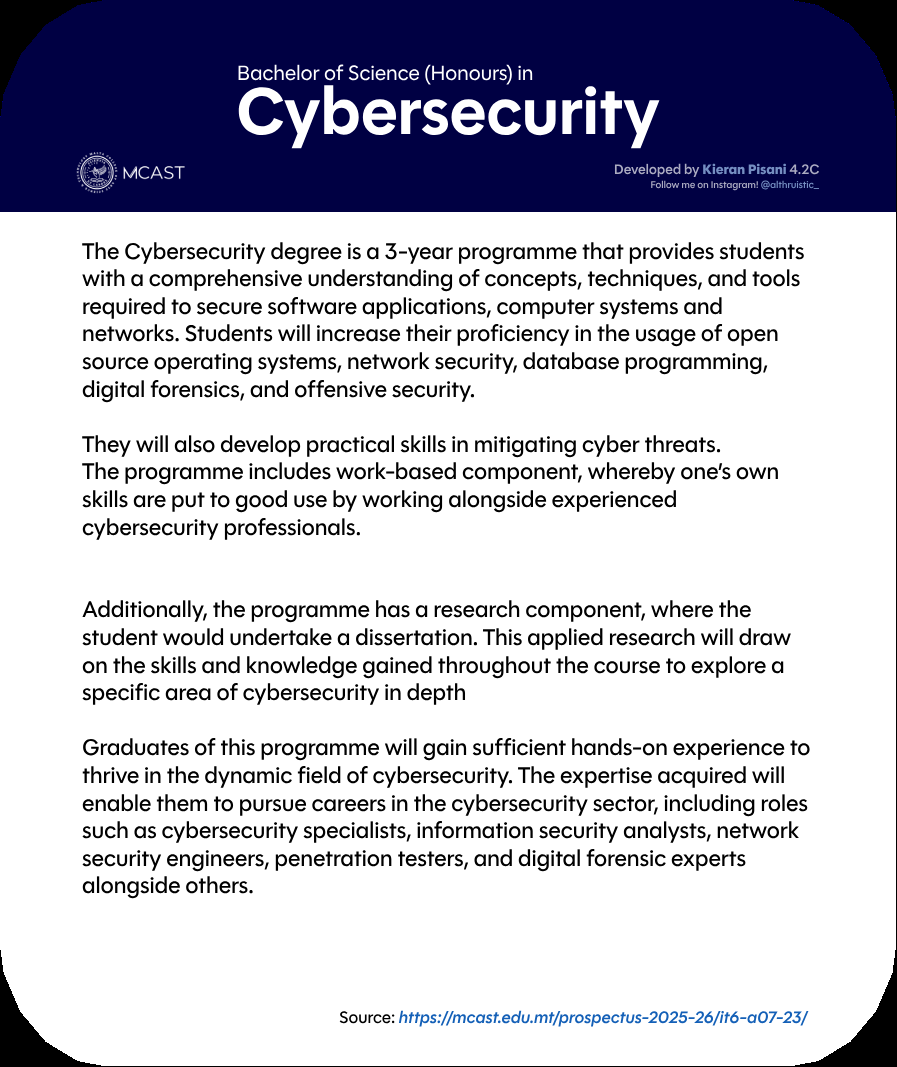 Bachelor of Science (Honours) in
Cybersecurity
MCAST
Developed by Kieran Pisani 4.2C
Follow me on Instagram! @althruistic_
The Cybersecurity degree is a 3-year programme that provides students
with a comprehensive understanding of concepts, techniques, and tools
required to secure software applications, computer systems and
networks. Students will increase their proficiency in the usage of open
source operating systems, network security, database programming,
digital forensics, and offensive security.
They will also develop practical skills in mitigating cyber threats.
The programme includes work-based component, whereby one's own
skills are put to good use by working alongside experienced
cybersecurity professionals.
Additionally, the programme has a research component, where the
student would undertake a dissertation. This applied research will draw
on the skills and knowledge gained throughout the course to explore a
specific area of cybersecurity in depth
Graduates of this programme will gain sufficient hands-on experience to
thrive in the dynamic field of cybersecurity. The expertise acquired will
enable them to pursue careers in the cybersecurity sector, including roles
such as cybersecurity specialists, information security analysts, network
security engineers, penetration testers, and digital forensic experts
alongside others.
Source: https://mcast.edu.mt/prospectus-2025-26/it6-a07-23/